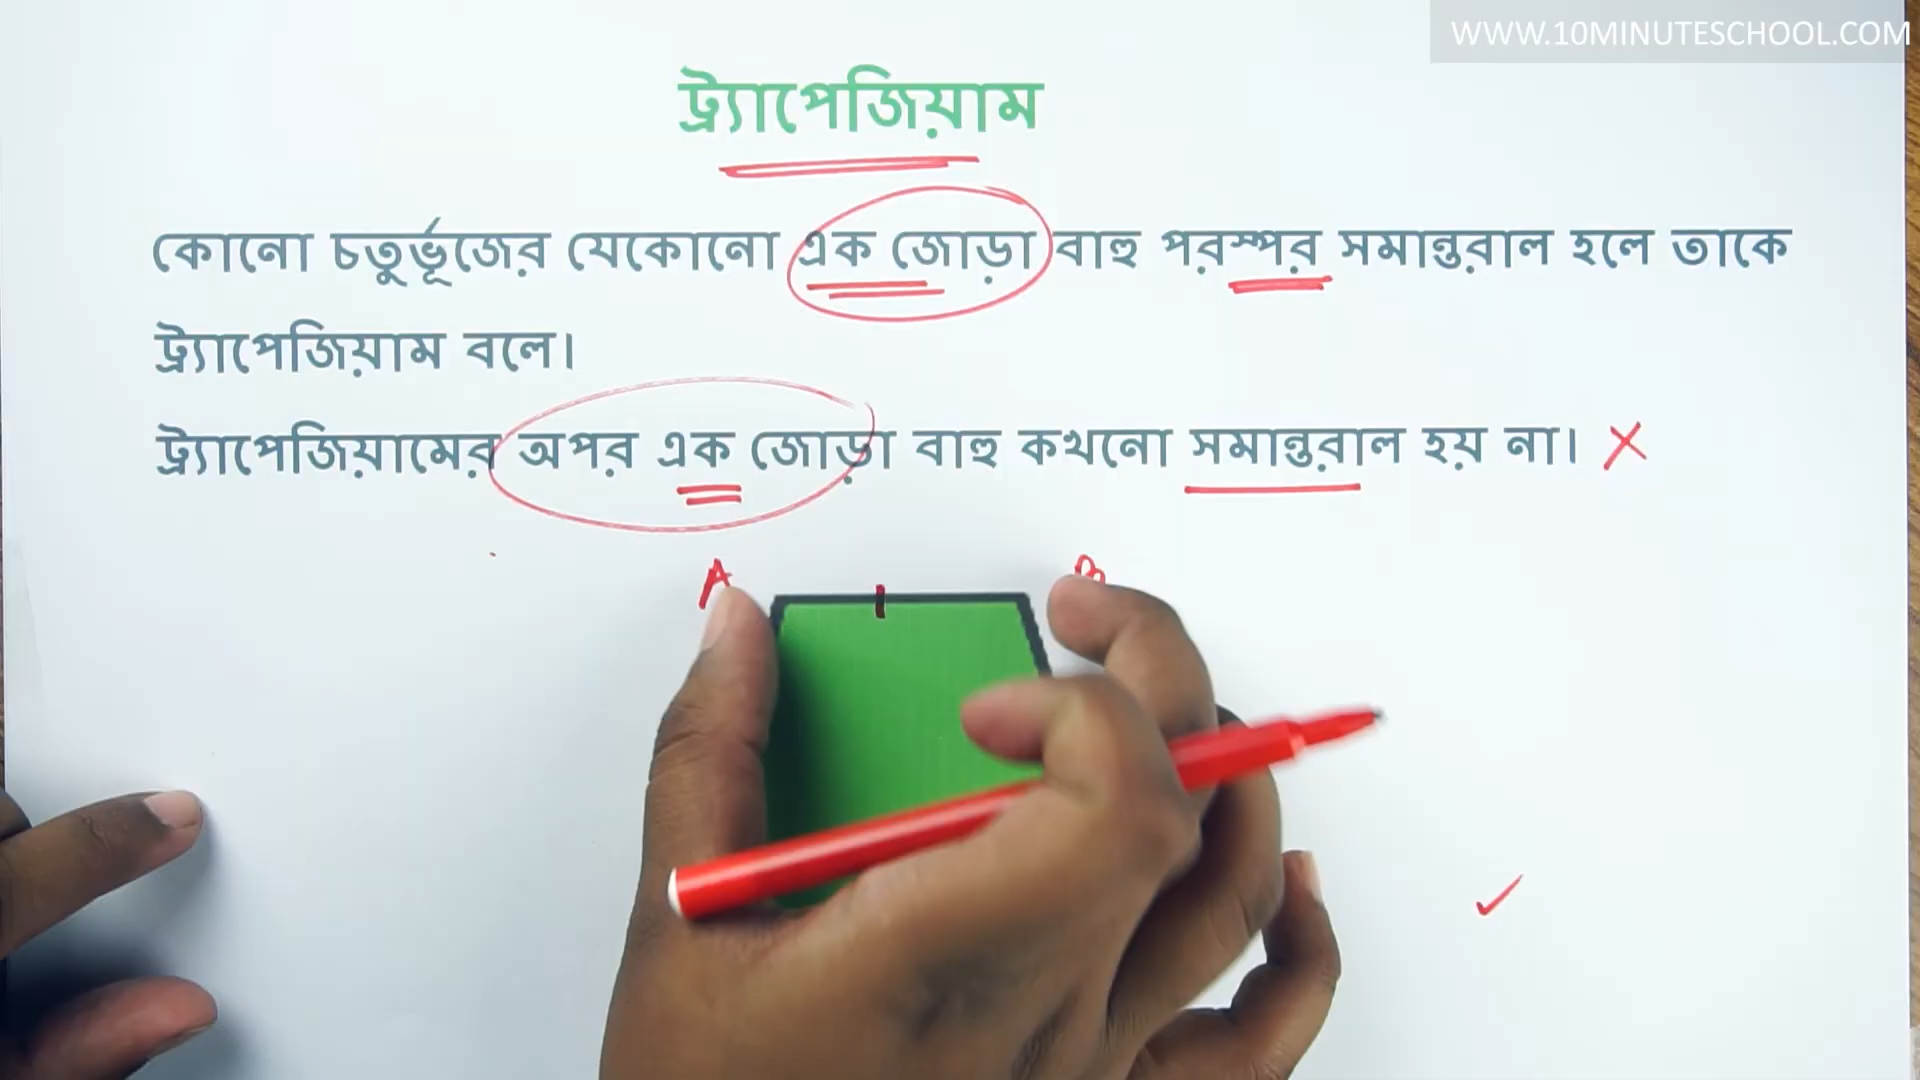 WWW.10MINUTESCHOOL.COM
ট্র্যাপেজিয়াম
কোনো চতুর্ভূজের যেকোনো এক জোড়া বাহু পরস্পর সমান্তরাল হলে তাকে
ট্র্যাপেজিয়াম বলে।
ট্র্যাপেজিয়ামের অপর এক জোড়া বাহু কখনো সমান্তরাল হয় না।
A B